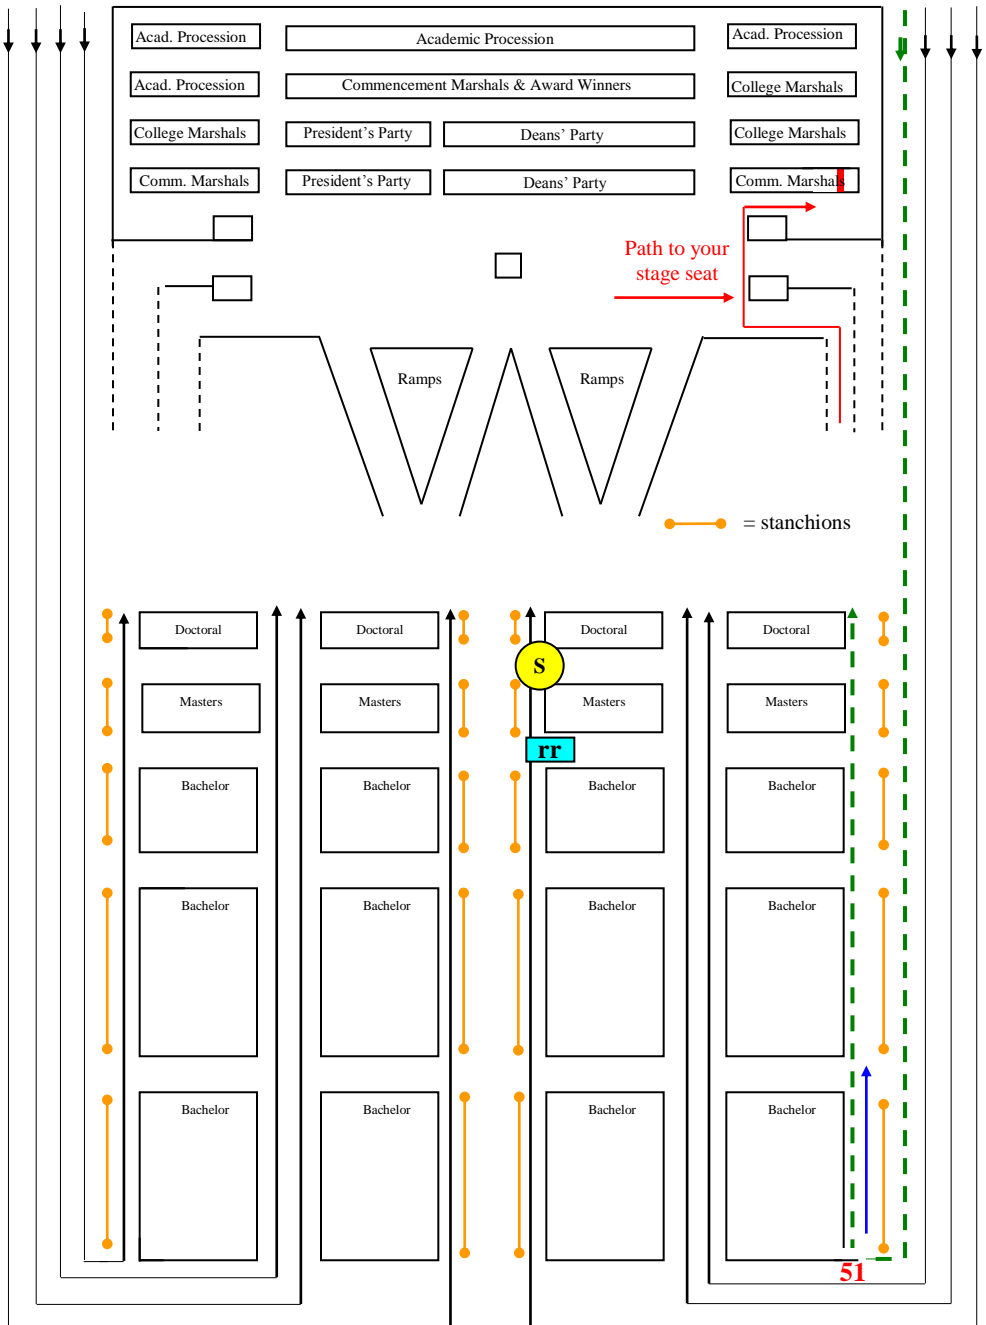 Acad. Procession
Academic Procession
Acad. Procession
Acad. Procession
Commencement Marshals & Award Winners
College Marshals
College Marshals
President's Party
Deans' Party
College Marshals
Comm. Marshals
President's Party
Deans' Party
Comm. Marshals
Path to your
stage seat
Ramps
Ramps
= stanchions
Doctoral
Doctoral
Doctoral
Doctoral
S
Masters
Masters
Masters
Masters
rr
Bachelor
Bachelor
Bachelor
Bachelor
Bachelor
Bachelor
Bachelor
Bachelor
Bachelor
Bachelor
Bachelor
Bachelor
51